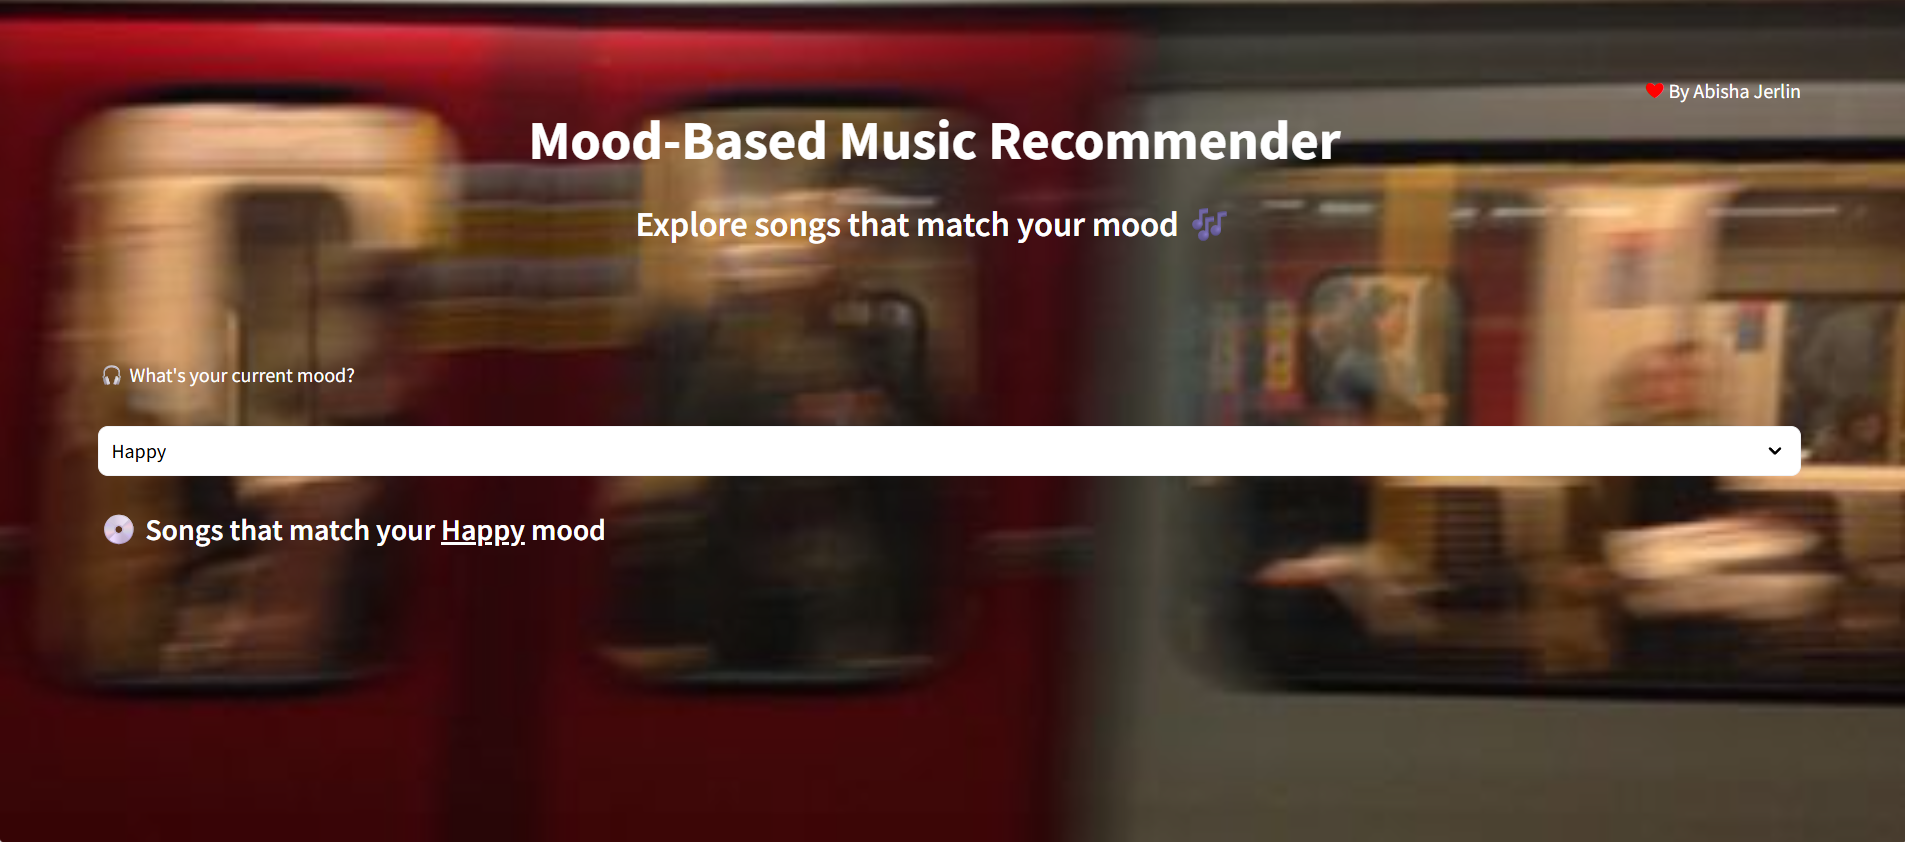 ❤️ By Abisha Jerlin
Mood-Based Music Recommender
Explore songs that match your mood 🎶
🎧 What's your current mood?
Happy
💿 Songs that match your Happy mood